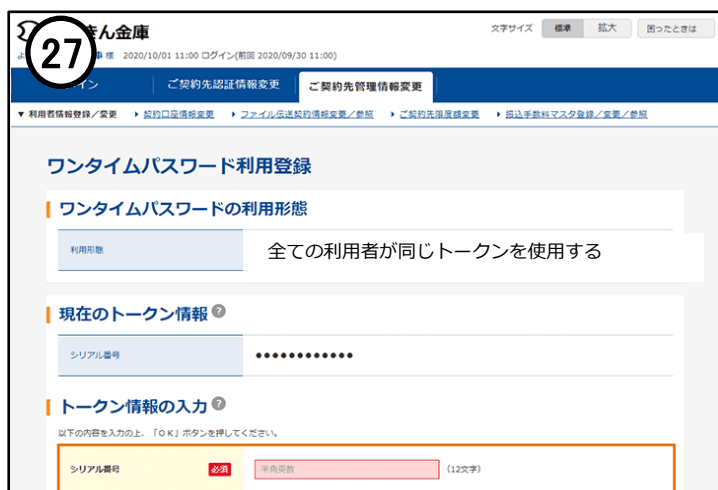 きん金庫
文字サイズ 標準 拡大 困ったときは
27
様 2020/10/01 11:00 ログイン(前回 2020/09/30 11:00)
イン ご契約先認証情報変更 ご契約先管理情報変更
▼ 利用者情報登録／変更 契約口座情報変更 ファイル伝送契約情報変更／参照 ご契約先限度額変更 振込手数料マスタ登録／変更／参照
ワンタイムパスワード利用登録
ワンタイムパスワードの利用形態
利用形態 全ての利用者が同じトークンを使用する
現在のトークン情報 ?
シリアル番号 ●●●●●●●●●●●●
トークン情報の入力 ?
以下の内容を入力の上、「ＯＫ」ボタンを押してください。
シリアル番号 必須 半角英数 (12文字)